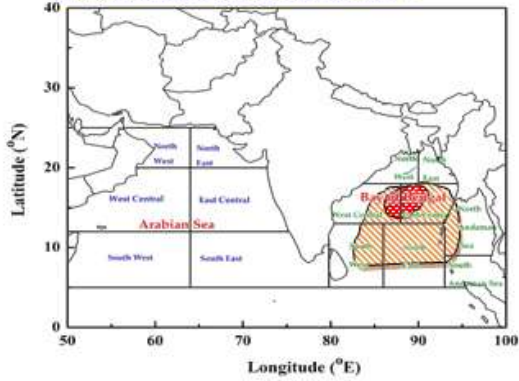 40
30
20
10
0
50
60
70
80
90
100
Latitude (°N)
Longitude (°E)
North
West
North
East
West Central
East Central
Arabian Sea
South West
South East
North
West
North
East
Bay
West Central
North
Andaman
Sea
South
Andaman Sea